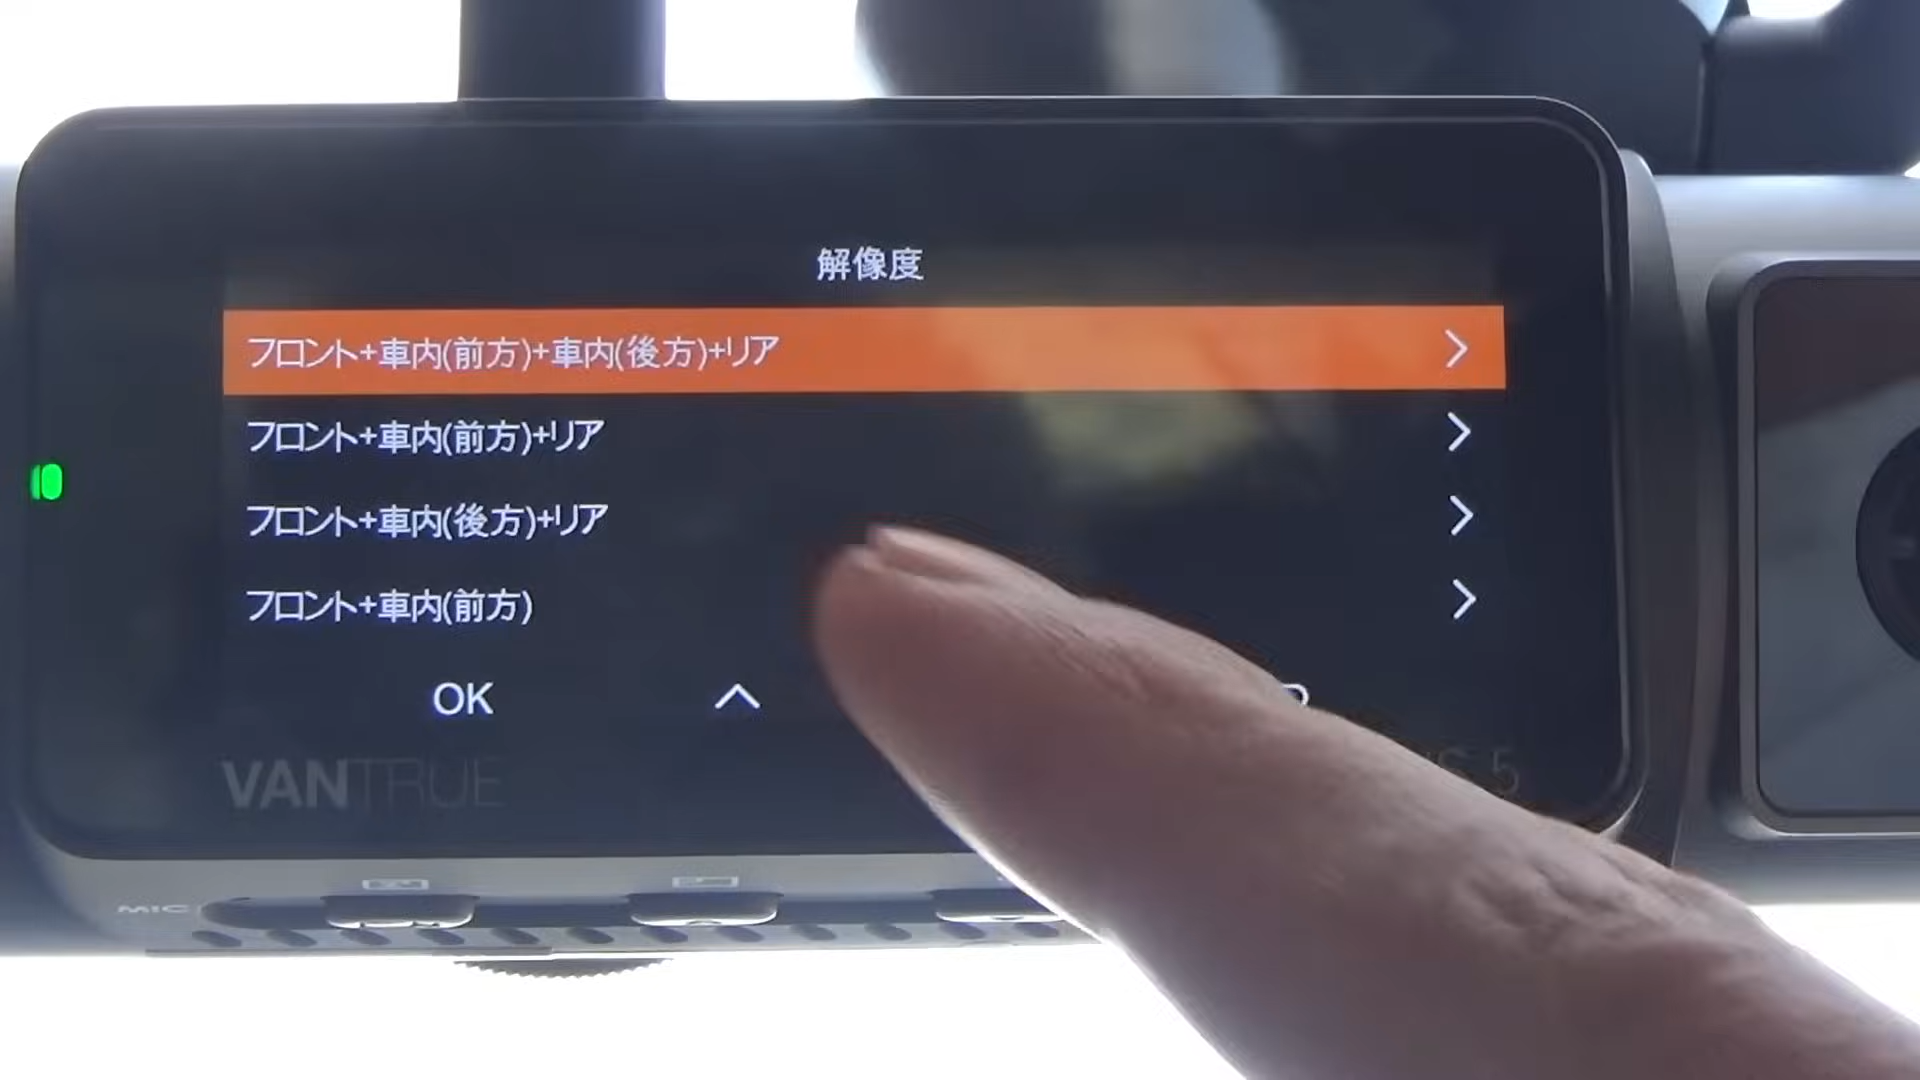 解像度
フロント+車内(前方)+車内(後方)+リア
フロント+車内(前方)+リア
フロント+車内(後方)+リア
フロント+車内(前方)
OK
VANTRUE
MIC